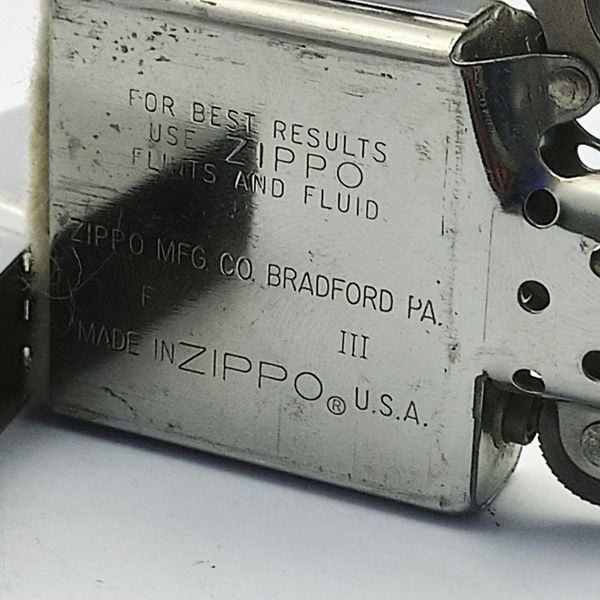 FOR BEST RESULTS
USE ZIPPO
FLINTS AND FLUID
ZIPPO MFG. CO. BRADFORD PA.
F III
MADE IN ZIPPO® U.S.A.